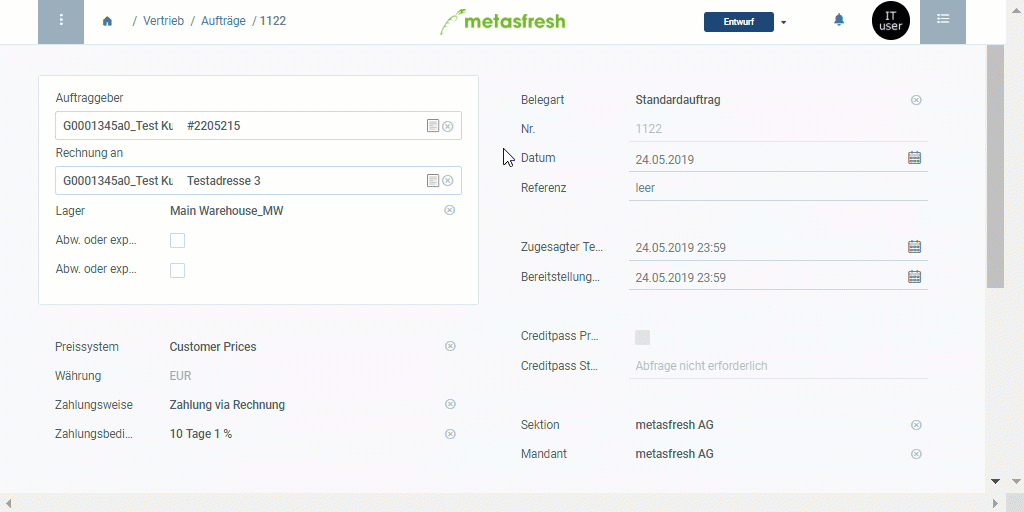 / Vertrieb / Aufträge / 1122
metasfresh
Entwurf
IT
user
Auftraggeber
G0001345a0_Test Ku #2205215
Rechnung an
G0001345a0_Test Ku Testadresse 3
Lager Main Warehouse_MW
Abw. oder exp...
Abw. oder exp...
Preissystem Customer Prices
Währung EUR
Zahlungsweise Zahlung via Rechnung
Zahlungsbedi... 10 Tage 1 %
Belegart Standardauftrag
Nr. 1122
Datum 24.05.2019
Referenz leer
Zugesagter Te... 24.05.2019 23:59
Bereitstellung... 24.05.2019 23:59
Creditpass Pr...
Creditpass St... Abfrage nicht erforderlich
Sektion metasfresh AG
Mandant metasfresh AG